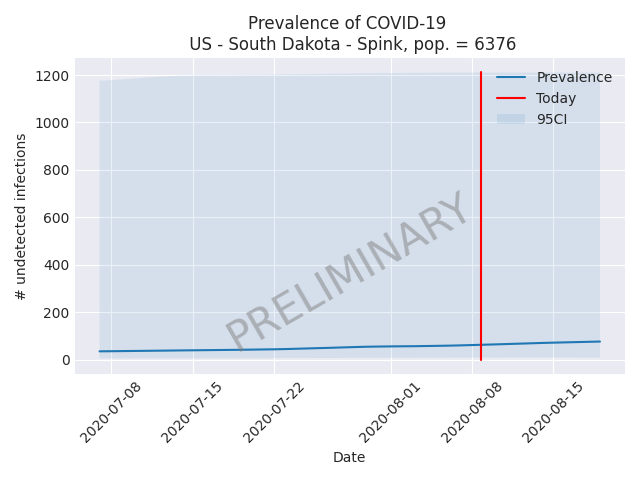 Prevalence of COVID-19
US - South Dakota - Spink, pop. = 6376
# undetected infections
1200
1000
800
600
400
200
0
Prevalence
Today
95CI
PRELIMINARY
2020-07-08
2020-07-15
2020-07-22
2020-08-01
2020-08-08
2020-08-15
Date